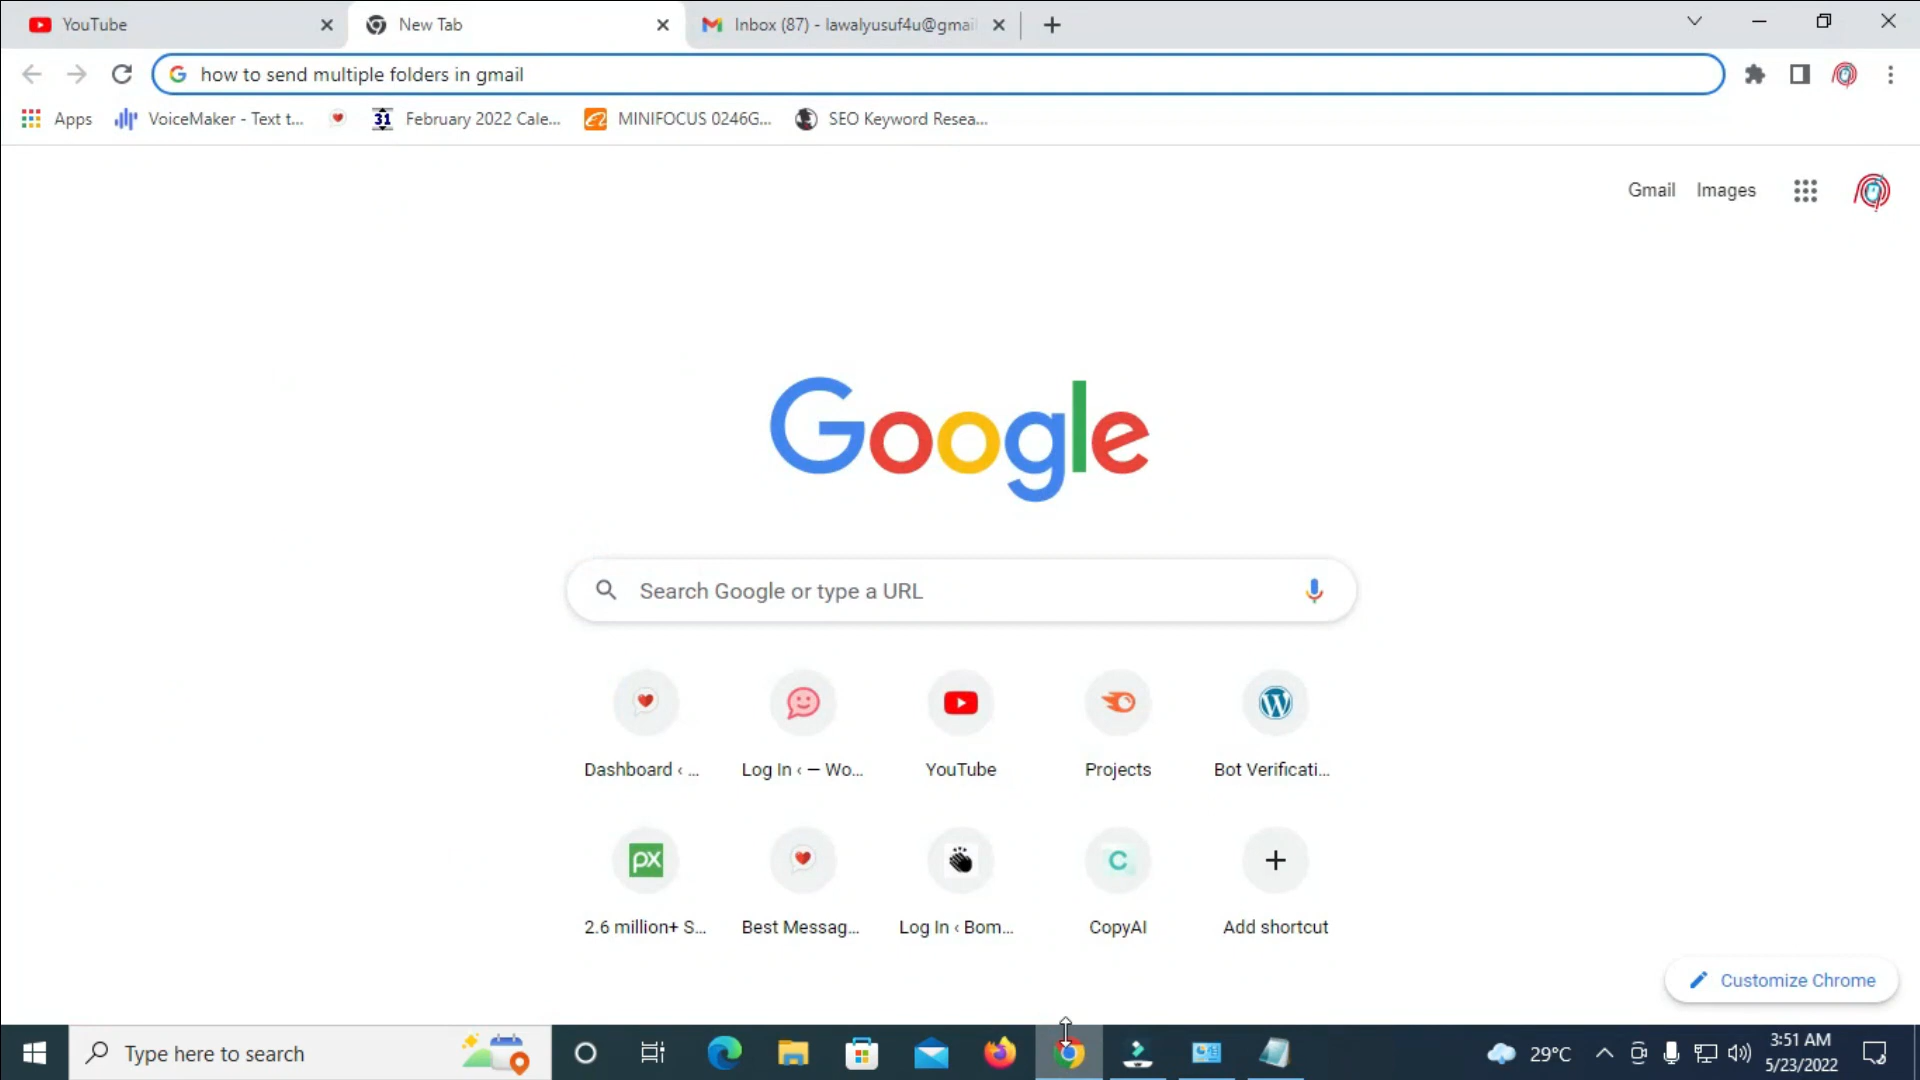 YouTube
New Tab
Inbox (87) - lawalyusuf4u@gmai
how to send multiple folders in gmail
Apps
VoiceMaker - Text t...
31
February 2022 Cale...
MINIFOCUS 0246G...
SEO Keyword Resea...
Gmail
Images
Google
Search Google or type a URL
Dashboard ‹ ...
Log In ‹ — Wo...
YouTube
Projects
Bot Verificati...
px
C
2.6 million+ S...
Best Messag...
Log In ‹ Bom...
CopyAI
Add shortcut
Customize Chrome
Type here to search
29°C
3:51 AM
5/23/2022